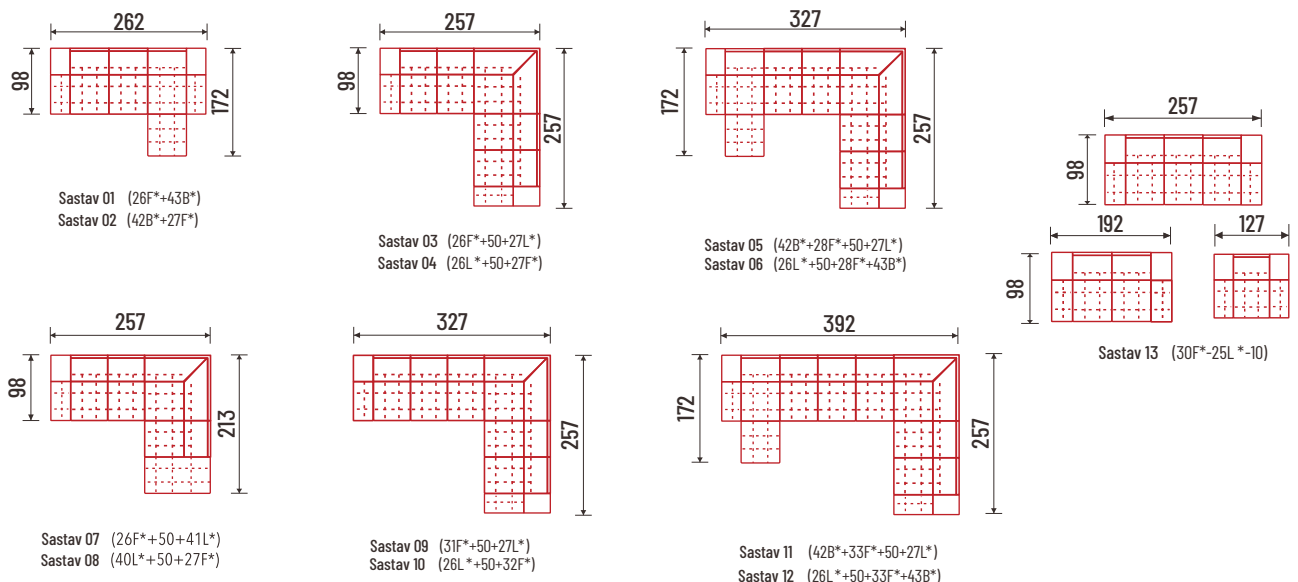 262
98
172
Sastav 01 (26F*+43B*)
Sastav 02 (42B*+27F*)
257
98
257
Sastav 03 (26F*+50+27L*)
Sastav 04 (26L*+50+27F*)
327
172
257
Sastav 05 (42B*+28F*+50+27L*)
Sastav 06 (26L*+50+28F*+43B*)
257
98
192
127
98
Sastav 13 (30F*-25L*-10)
257
98
213
Sastav 07 (26F*+50+41L*)
Sastav 08 (40L*+50+27F*)
327
257
Sastav 09 (31F*+50+27L*)
Sastav 10 (26L*+50+32F*)
392
172
257
Sastav 11 (42B*+33F*+50+27L*)
Sastav 12 (26L*+50+33F*+43B*)